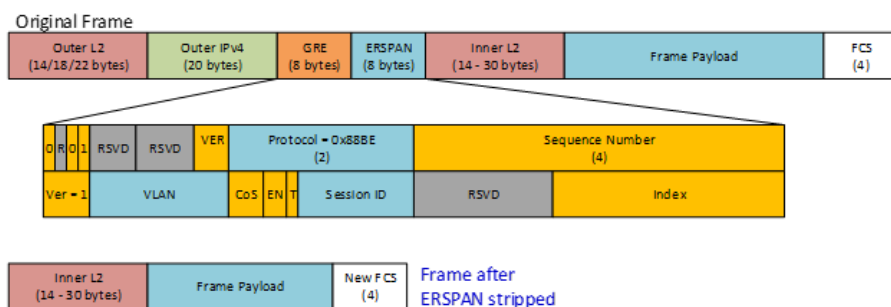 Original Frame
Outer L2
(14/18/22 bytes)
Outer IPv4
(20 bytes)
GRE
(8 bytes)
ERSPAN
(8 bytes)
Inner L2
(14 - 30 bytes)
Frame Payload
FCS
(4)
0 R 0 1 RSVD RSVD VER
Protocol = 0x88BE
(2)
Sequence Number
(4)
Ver = 1 VLAN CoS EN T Session ID RSVD Index
Inner L2
(14 - 30 bytes)
Frame Payload
New FCS
(4)
Frame after
ERSPAN stripped